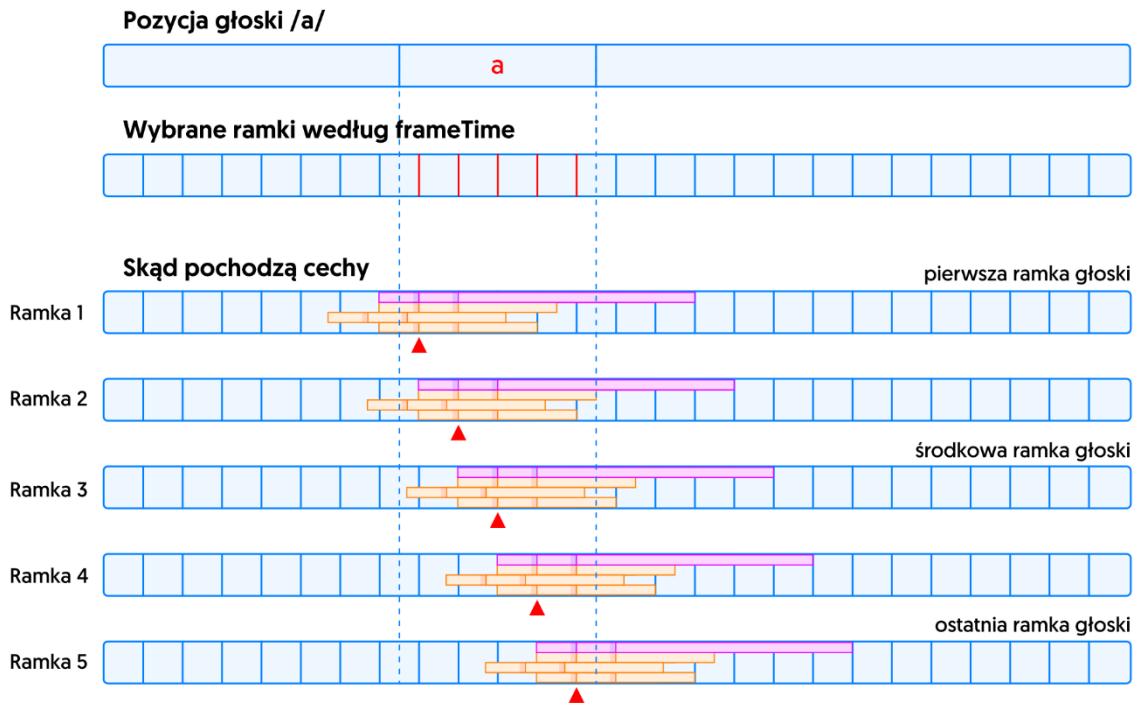 Pozycja głoski /a/
a
Wybrane ramki według frameTime
Skąd pochodzą cechy
pierwsza ramka głoski
Ramka 1
Ramka 2
środkowa ramka głoski
Ramka 3
Ramka 4
ostatnia ramka głoski
Ramka 5